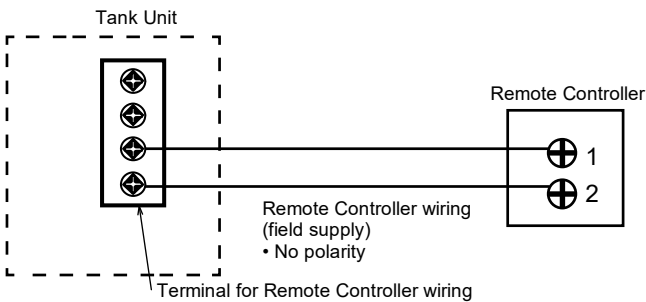 Tank Unit
Remote Controller
1
2
Remote Controller wiring
(field supply)
• No polarity
Terminal for Remote Controller wiring